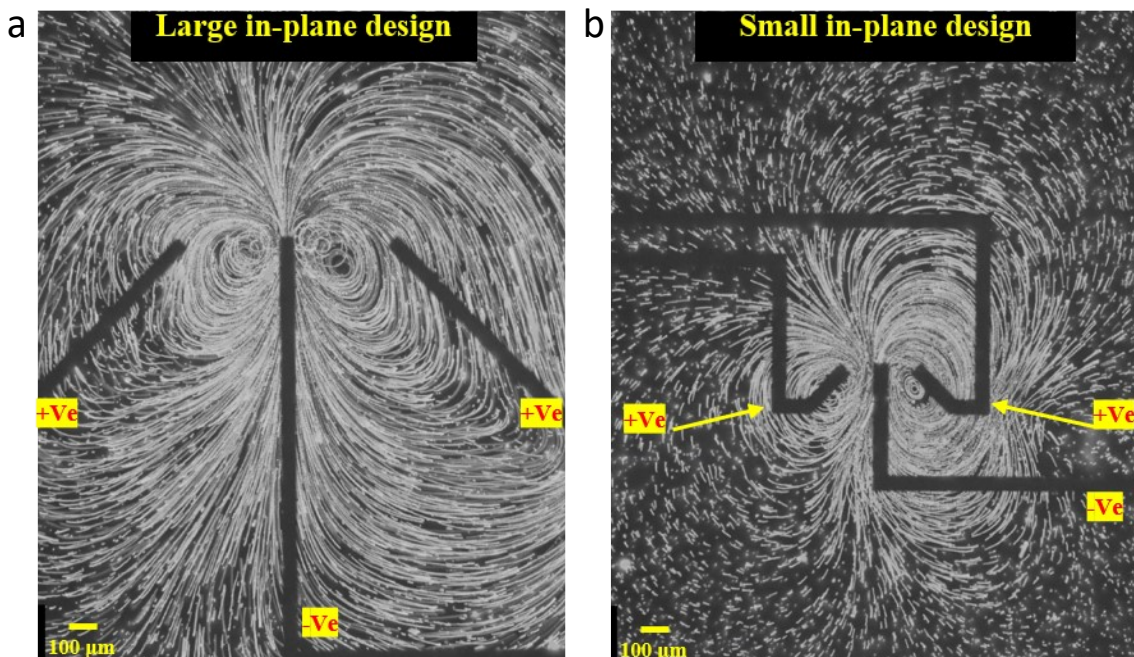 a
Large in-plane design
+Ve
+Ve
-Ve
100 µm
b
Small in-plane design
+Ve
+Ve
-Ve
100 µm